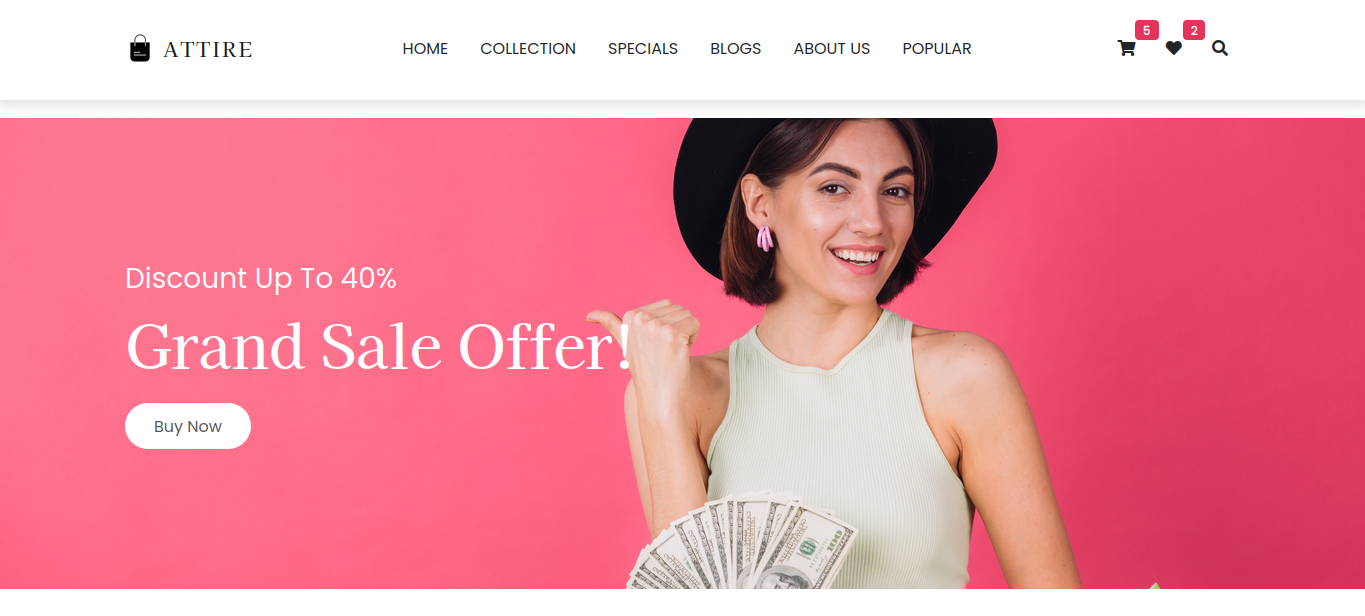 ATTIRE
HOME COLLECTION SPECIALS BLOGS ABOUT US POPULAR
5 2
Discount Up To 40%
Grand Sale Offer!
Buy Now
100